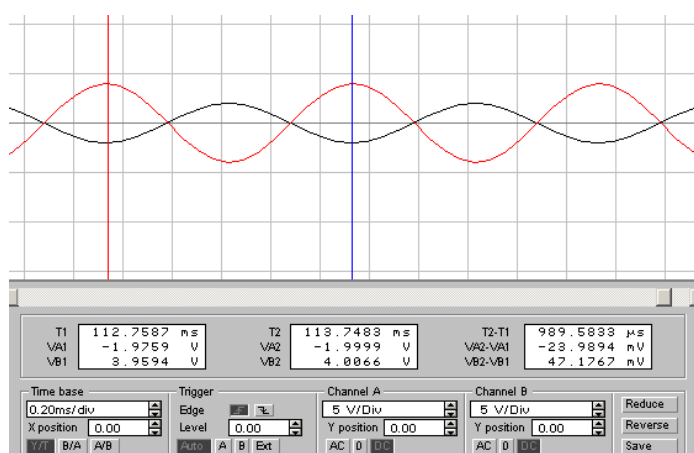 T1 112.7587 ms T2 113.7483 ms T2-T1 989.5833 µs
VA1 -1.9759 V VA2 -1.9999 V VA2-VA1 -23.9894 mV
VB1 3.9594 V VB2 4.0066 V VB2-VB1 47.1767 mV
Time base Trigger Channel A Channel B
0.20ms/div Edge 5 V/Div 5 V/Div Reduce
X position 0.00 Level 0.00 Y position 0.00 Y position 0.00 Reverse
Y/T B/A A/B Auto A B Ext AC 0 DC AC 0 DC Save